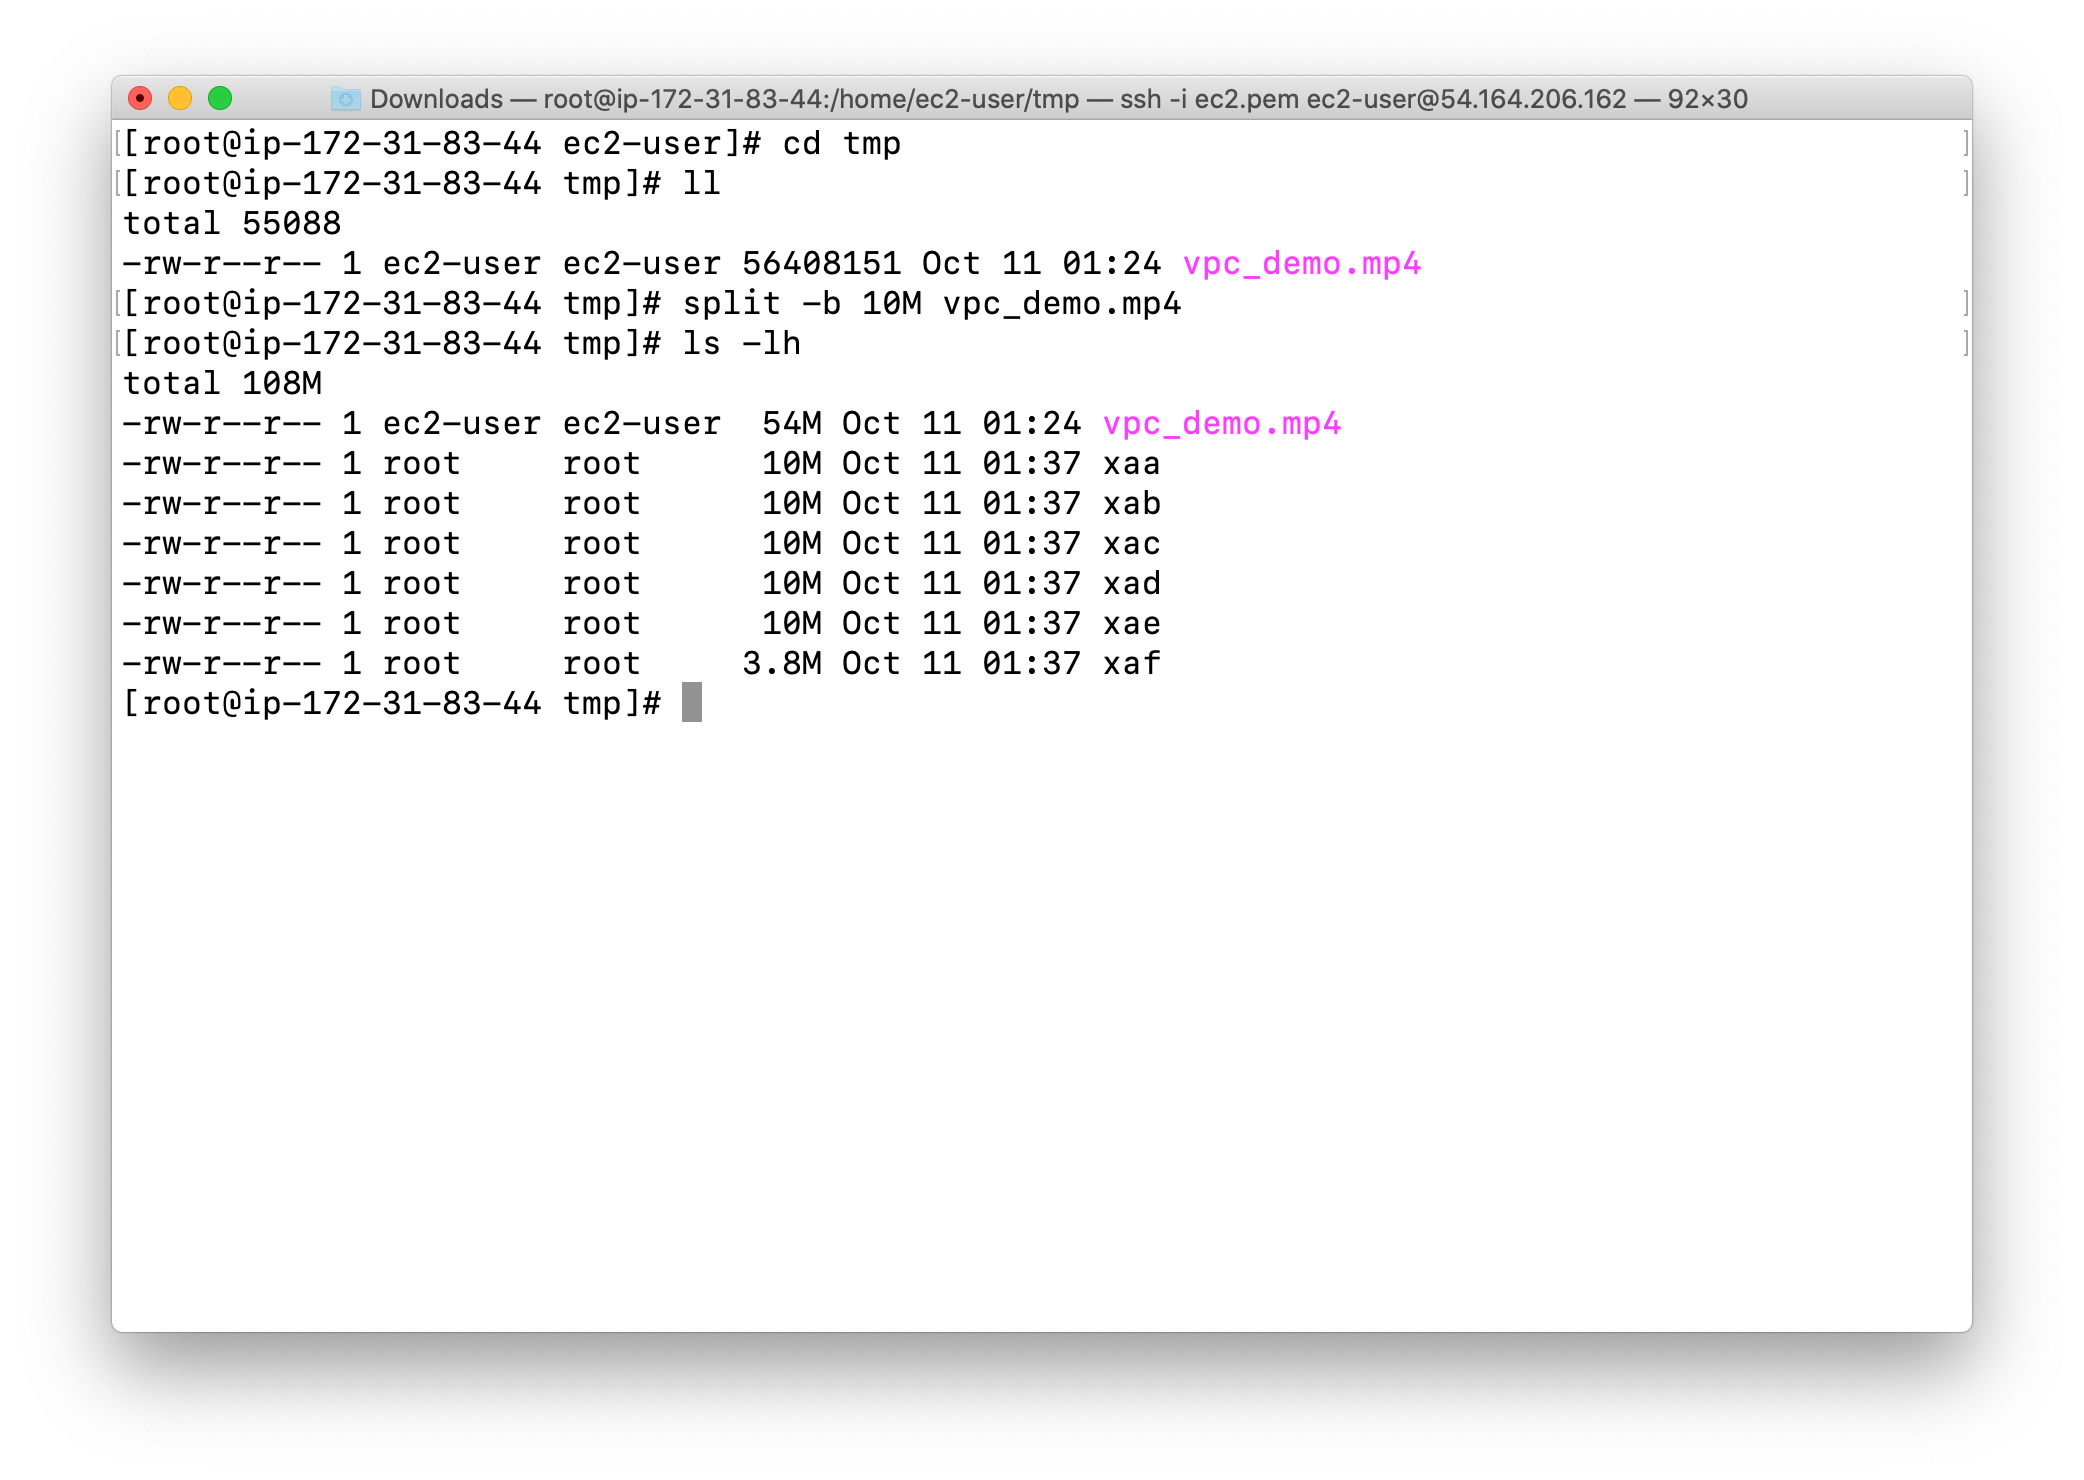 Downloads — root@ip-172-31-83-44:/home/ec2-user/tmp — ssh -i ec2.pem ec2-user@54.164.206.162 — 92×30
[root@ip-172-31-83-44 ec2-user]# cd tmp
[root@ip-172-31-83-44 tmp]# ll
total 55088
-rw-r--r-- 1 ec2-user ec2-user 56408151 Oct 11 01:24 vpc_demo.mp4
[root@ip-172-31-83-44 tmp]# split -b 10M vpc_demo.mp4
[root@ip-172-31-83-44 tmp]# ls -lh
total 108M
-rw-r--r-- 1 ec2-user ec2-user  54M Oct 11 01:24 vpc_demo.mp4
-rw-r--r-- 1 root     root      10M Oct 11 01:37 xaa
-rw-r--r-- 1 root     root      10M Oct 11 01:37 xab
-rw-r--r-- 1 root     root      10M Oct 11 01:37 xac
-rw-r--r-- 1 root     root      10M Oct 11 01:37 xad
-rw-r--r-- 1 root     root      10M Oct 11 01:37 xae
-rw-r--r-- 1 root     root     3.8M Oct 11 01:37 xaf
[root@ip-172-31-83-44 tmp]#